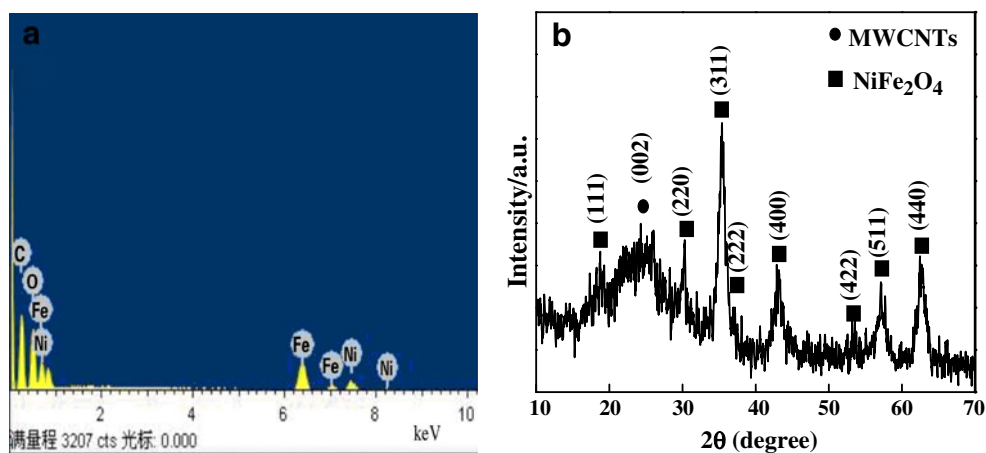 a
C
O
Fe
Ni
Fe
Fe
Ni
Ni
2 4 6 8 10
满量程 3207 cts 光标: 0.000
keV
b
● MWCNTs
■ NiFe₂O₄
(111)
(002)
(220)
(311)
(222)
(400)
(422)
(511)
(440)
Intensity/a.u.
10 20 30 40 50 60 70
2θ (degree)